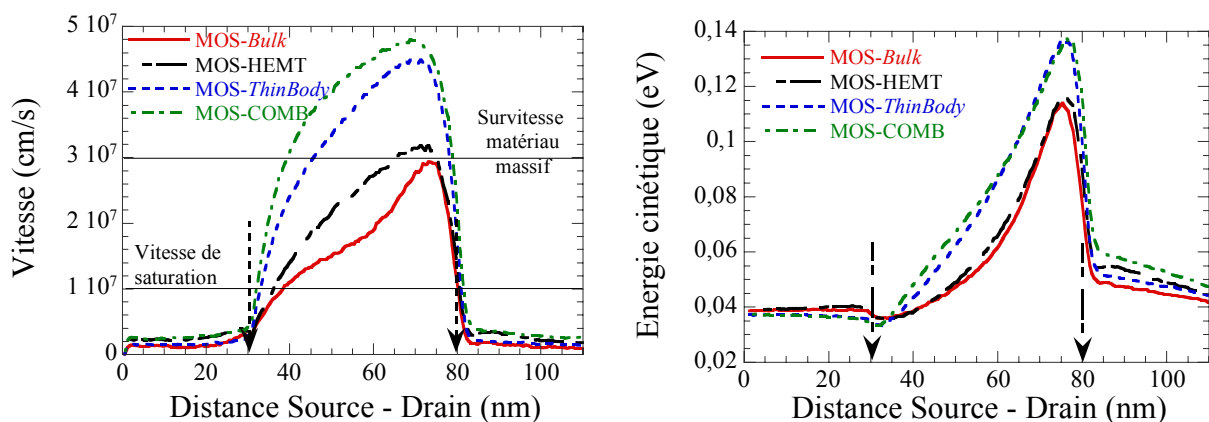 5 10⁷
4 10⁷
3 10⁷
2 10⁷
1 10⁷
0
Vitesse (cm/s)
MOS-Bulk
MOS-HEMT
MOS-ThinBody
MOS-COMB
Survitesse
matériau
massif
Vitesse de
saturation
0 20 40 60 80 100
Distance Source - Drain (nm)
0,14
0,12
0,1
0,08
0,06
0,04
0,02
Energie cinétique (eV)
MOS-Bulk
MOS-HEMT
MOS-ThinBody
MOS-COMB
0 20 40 60 80 100
Distance Source - Drain (nm)